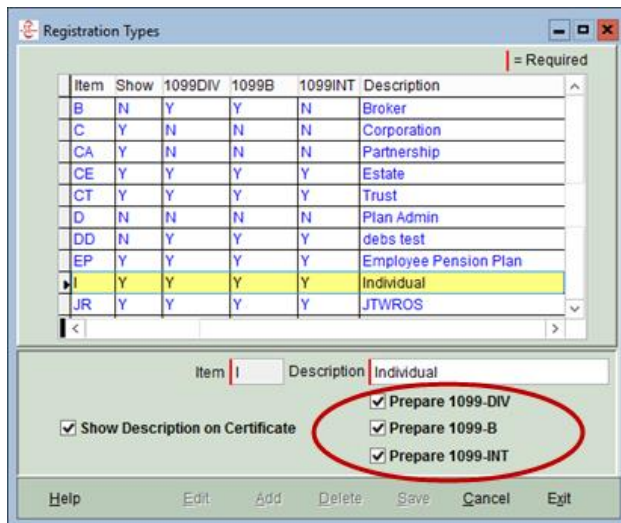 Registration Types
= Required
Item Show 1099DIV 1099B 1099INT Description
B N Y Y N Broker
C Y N N N Corporation
CA Y N N N Partnership
CE Y Y Y Y Estate
CT Y Y Y Y Trust
D N N N N Plan Admin
DD N Y Y Y debs test
EP Y Y Y Y Employee Pension Plan
I Y Y Y Y Individual
JR Y Y Y Y JTWROS
Item I Description Individual
Prepare 1099-DIV
Show Description on Certificate Prepare 1099-B
Prepare 1099-INT
Help Edit Add Delete Save Cancel Exit